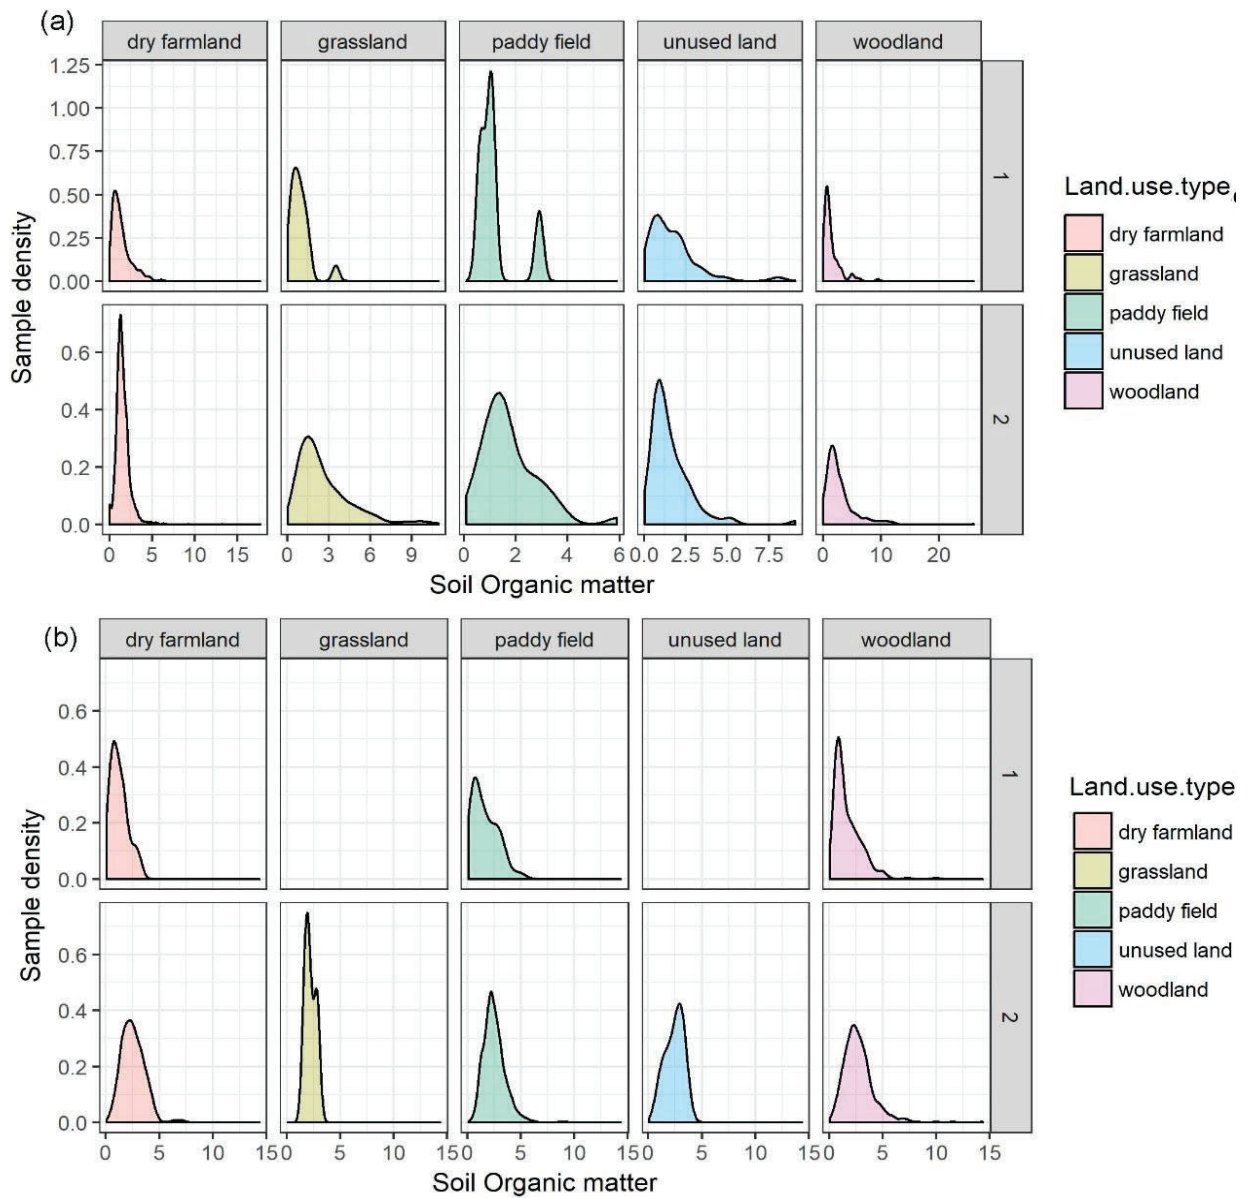 (a)
dry farmland grassland paddy field unused land woodland
1.25
1.00
0.75
0.50
0.25
0.00
1
0.6
0.4
0.2
0.0
2
Sample density
0 5 10 15 0 3 6 9 0 2 4 6 0.0 2.5 5.0 7.5 0 10 20
Soil Organic matter
Land.use.type
dry farmland
grassland
paddy field
unused land
woodland
(b)
dry farmland grassland paddy field unused land woodland
0.6
0.4
0.2
0.0
1
0.6
0.4
0.2
0.0
2
Sample density
0 5 10 15 0 5 10 15 0 5 10 15 0 5 10 15 0 5 10 15
Soil Organic matter
Land.use.type
dry farmland
grassland
paddy field
unused land
woodland